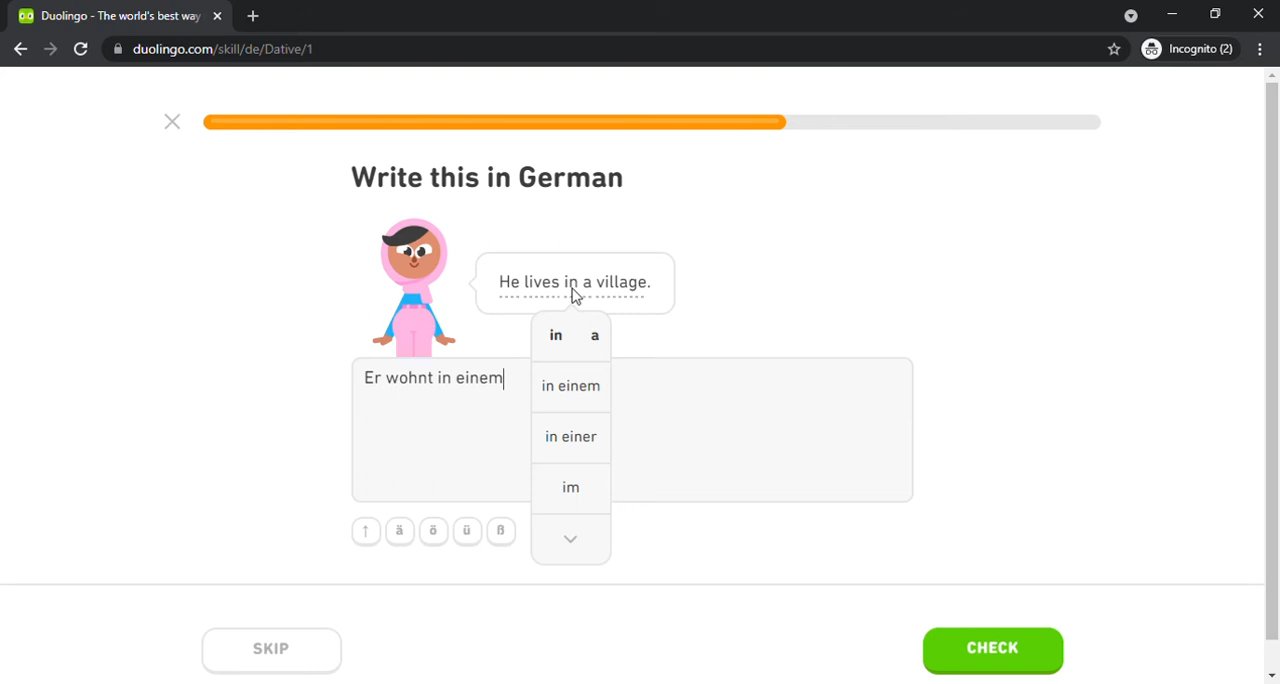 Duolingo - The world's best way
duolingo.com/skill/de/Dative/1
Incognito (2)
Write this in German
He lives in a village.
in a
in einem
in einer
im
Er wohnt in einem
↑ ä ö ü ß
SKIP
CHECK